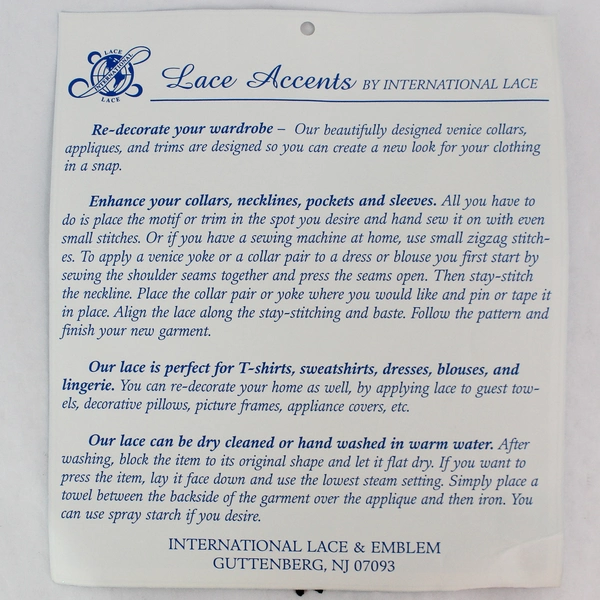 LACE
INTERNATIONAL
LACE
Lace Accents BY INTERNATIONAL LACE
Re-decorate your wardrobe – Our beautifully designed venice collars,
appliques, and trims are designed so you can create a new look for your clothing
in a snap.
Enhance your collars, necklines, pockets and sleeves. All you have to
do is place the motif or trim in the spot you desire and hand sew it on with even
small stitches. Or if you have a sewing machine at home, use small zigzag stitch-
es. To apply a venice yoke or a collar pair to a dress or blouse you first start by
sewing the shoulder seams together and press the seams open. Then stay-stitch
the neckline. Place the collar pair or yoke where you would like and pin or tape it
in place. Align the lace along the stay-stitching and baste. Follow the pattern and
finish your new garment.
Our lace is perfect for T-shirts, sweatshirts, dresses, blouses, and
lingerie. You can re-decorate your home as well, by applying lace to guest tow-
els, decorative pillows, picture frames, appliance covers, etc.
Our lace can be dry cleaned or hand washed in warm water. After
washing, block the item to its original shape and let it flat dry. If you want to
press the item, lay it face down and use the lowest steam setting. Simply place a
towel between the backside of the garment over the applique and then iron. You
can use spray starch if you desire.
INTERNATIONAL LACE & EMBLEM
GUTTENBERG, NJ 07093